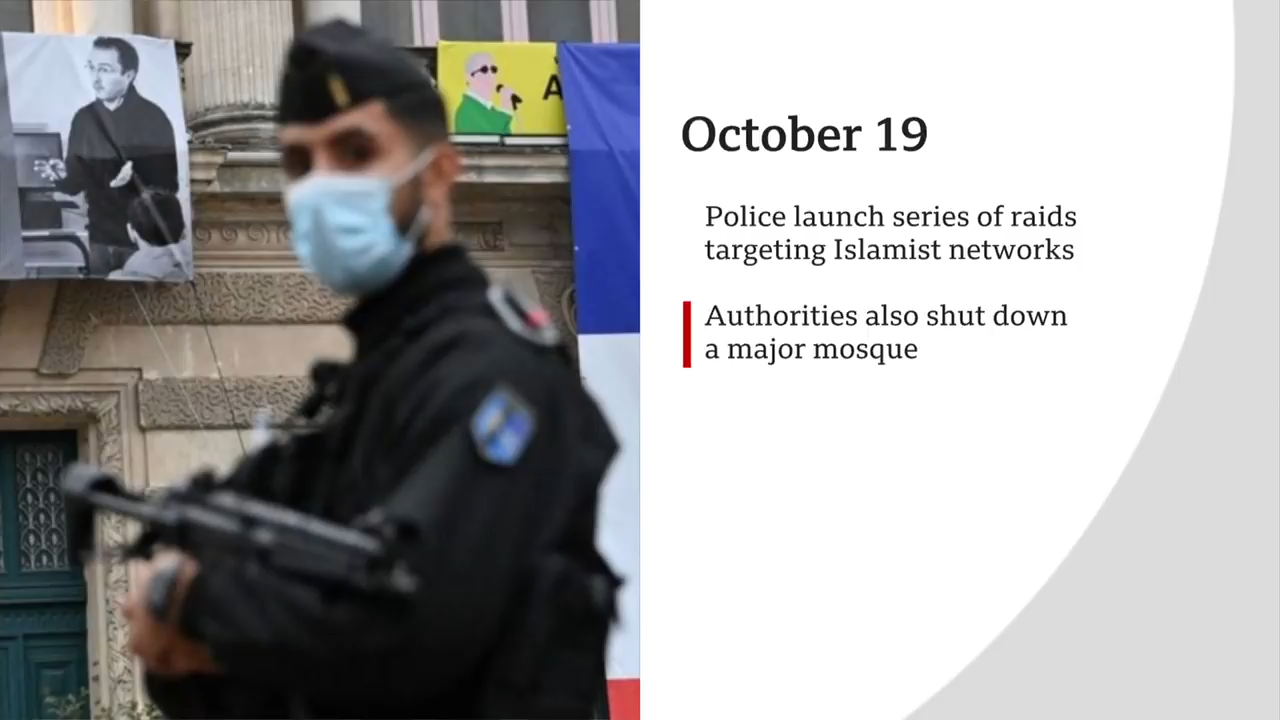 A
October 19
Police launch series of raids
targeting Islamist networks
Authorities also shut down
a major mosque